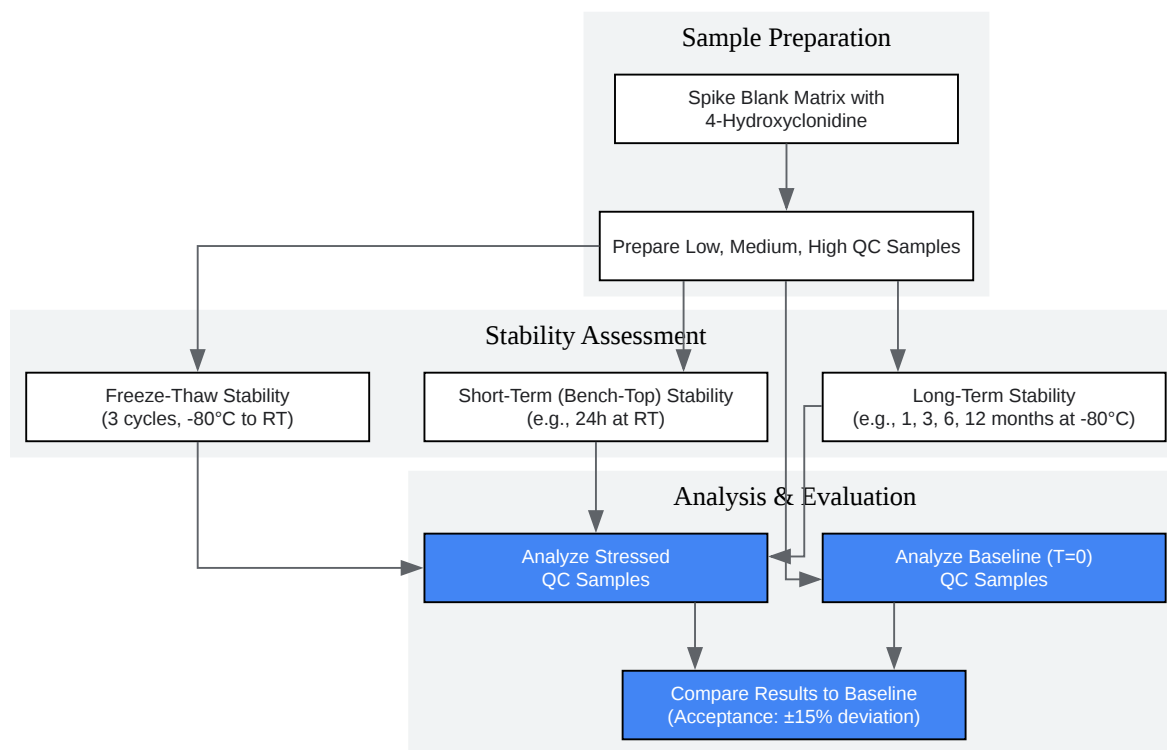 Sample Preparation
Spike Blank Matrix with
4-Hydroxyclonidine
Prepare Low, Medium, High QC Samples
Stability Assessment
Freeze-Thaw Stability
(3 cycles, -80°C to RT)
Short-Term (Bench-Top) Stability
(e.g., 24h at RT)
Long-Term Stability
(e.g., 1, 3, 6, 12 months at -80°C)
Analysis & Evaluation
Analyze Stressed
QC Samples
Analyze Baseline (T=0)
QC Samples
Compare Results to Baseline
(Acceptance: ±15% deviation)